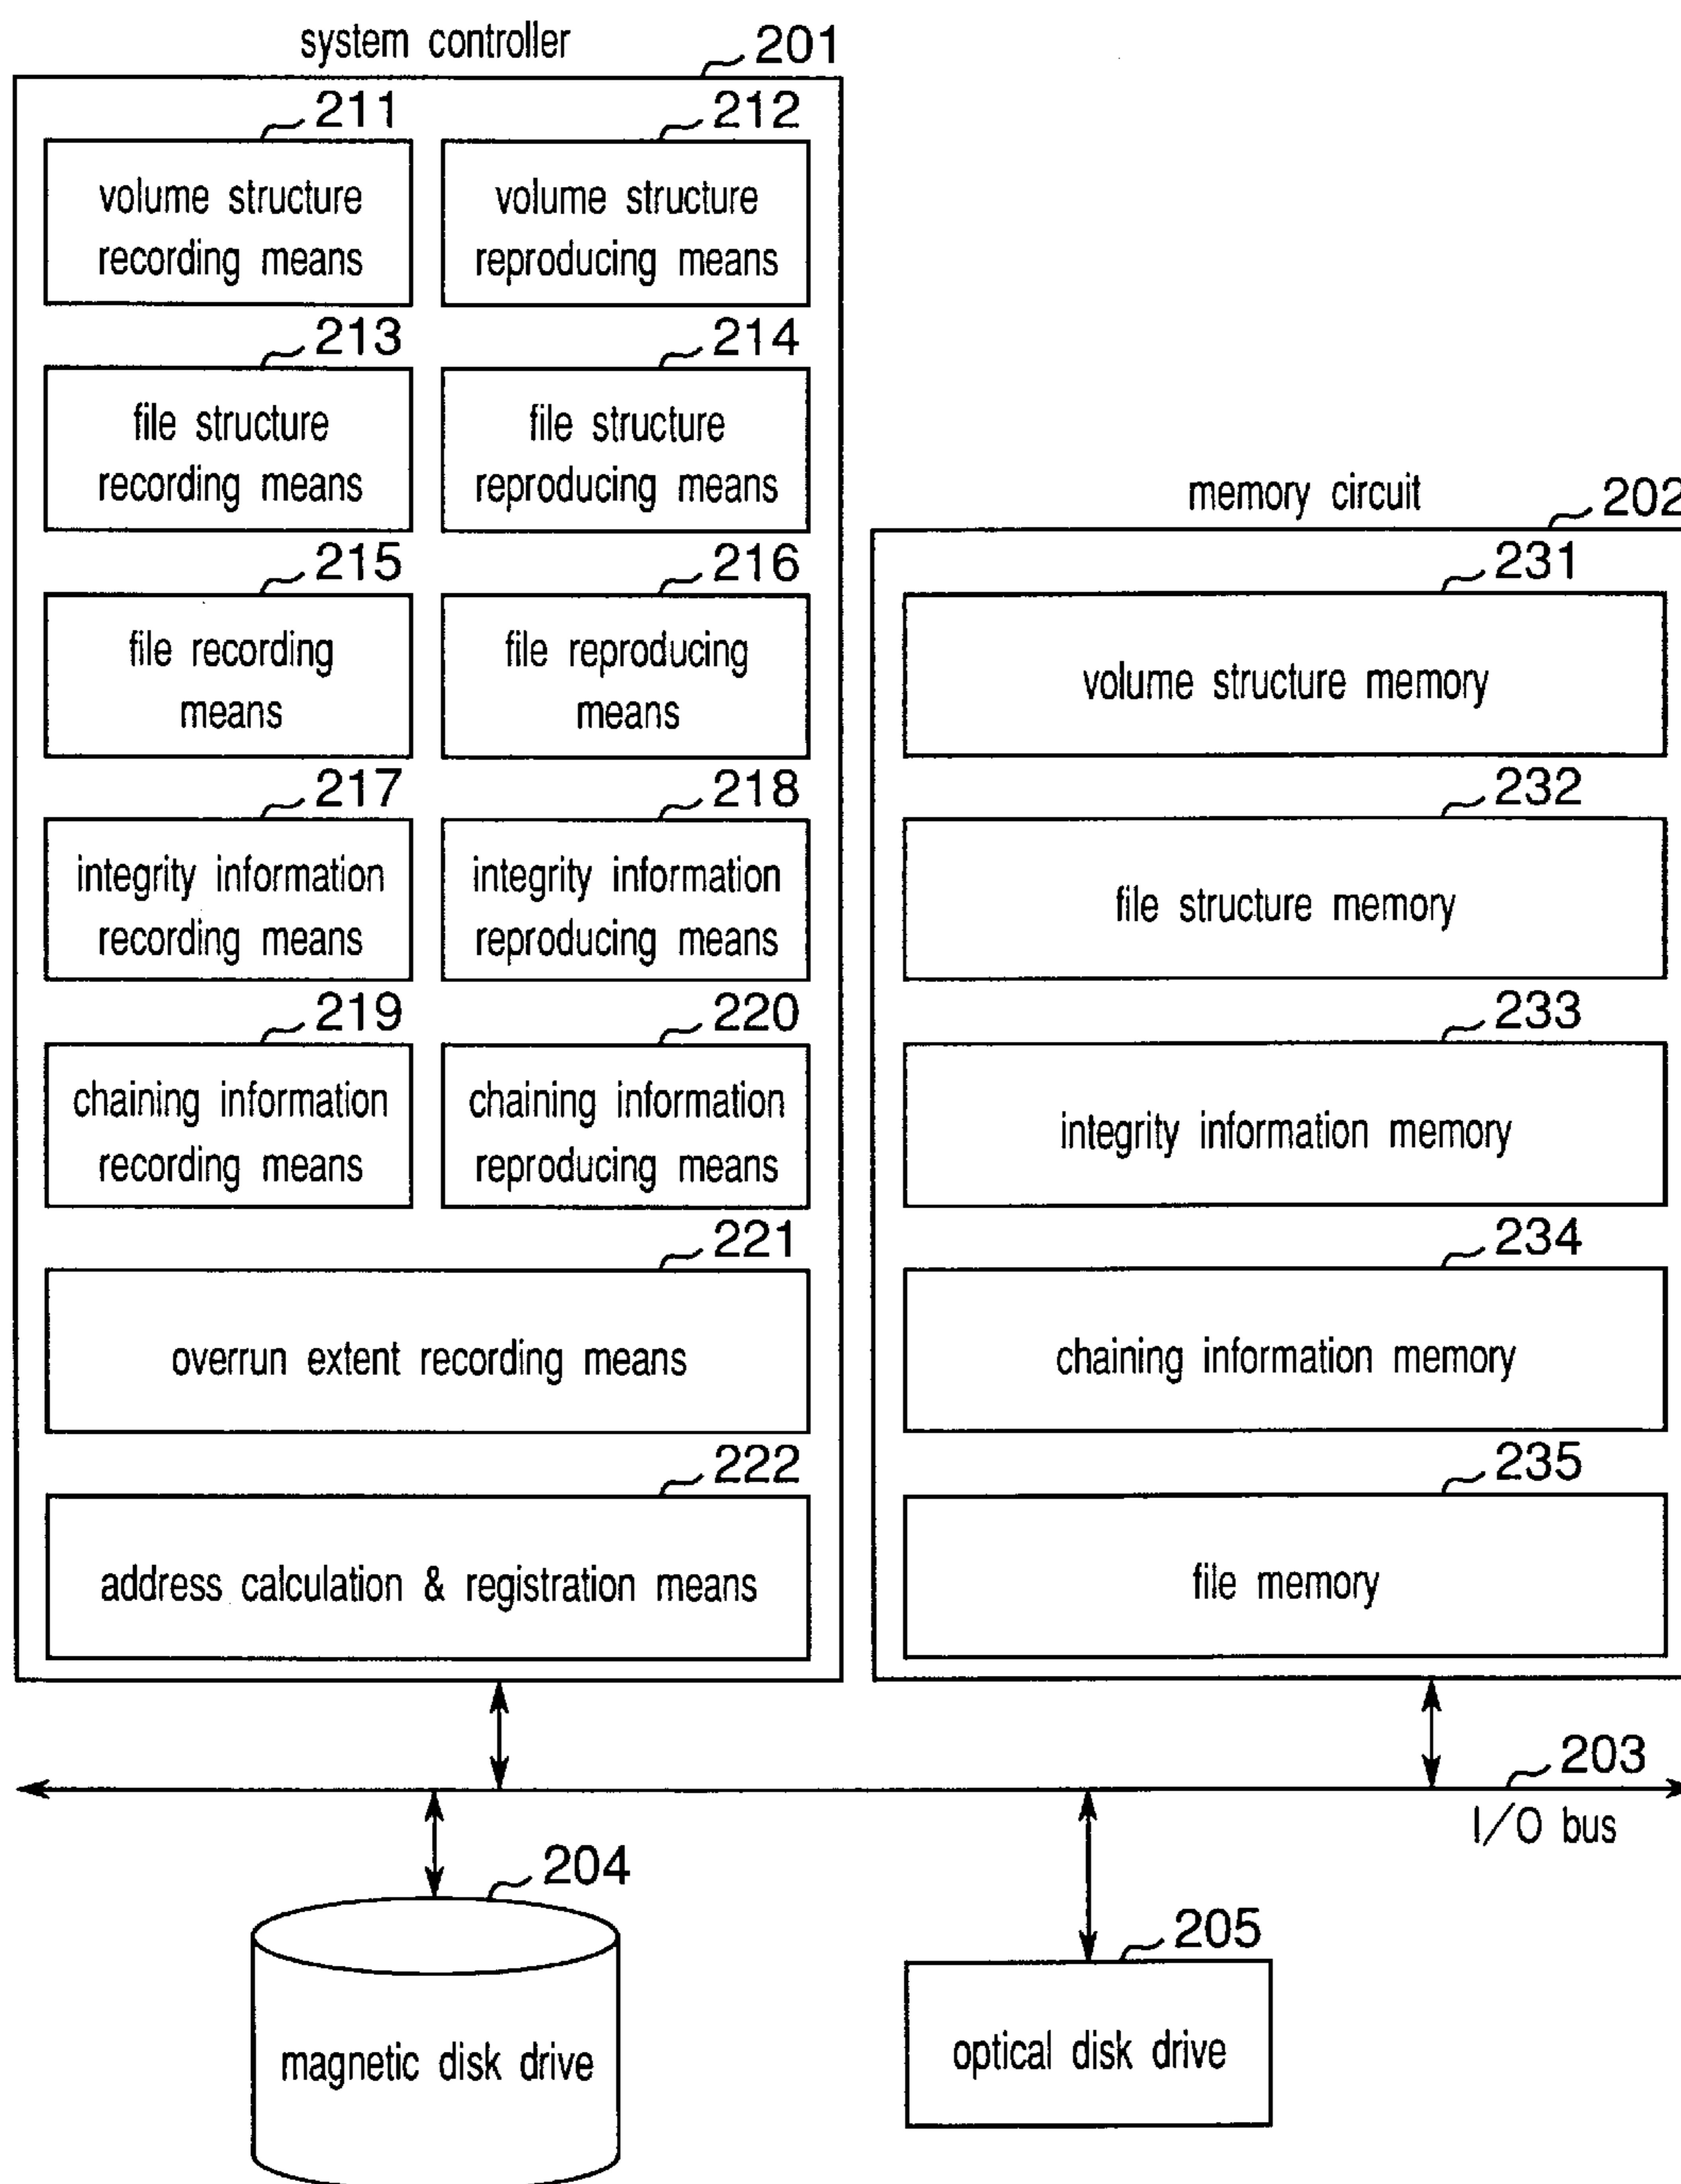 system controller
201
211
212
volume structure
recording means
volume structure
reproducing means
213
214
file structure
recording means
file structure
reproducing means
215
216
file recording
means
file reproducing
means
217
218
integrity information
recording means
integrity information
reproducing means
219
220
chaining information
recording means
chaining information
reproducing means
221
overrun extent recording means
222
address calculation & registration means
memory circuit
202
231
volume structure memory
232
file structure memory
233
integrity information memory
234
chaining information memory
235
file memory
203
I/O bus
204
magnetic disk drive
205
optical disk drive